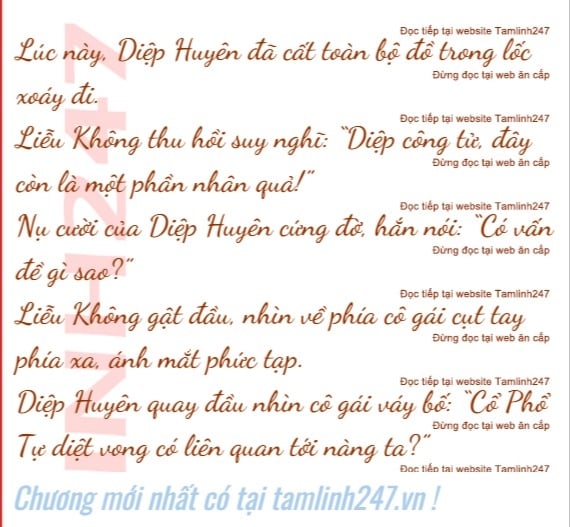 Đọc tiếp tại website Tamlinh247
Lúc này, Diệp Huyên đã cất toàn bộ đồ trong lốc
Đừng đọc tại web ăn cắp
xoáy đi.
Đọc tiếp tại website Tamlinh247
Liễu Không thu hồi suy nghĩ: "Diệp công tử, đây
Đừng đọc tại web ăn cắp
còn là một phần nhân quả!"
Đọc tiếp tại website Tamlinh247
Nụ cười của Diệp Huyên cứng đờ, hắn nói: "Có vấn
Đừng đọc tại web ăn cắp
đề gì sao?"
Đọc tiếp tại website Tamlinh247
Liễu Không gật đầu, nhìn về phía cô gái cụt tay
Đừng đọc tại web ăn cắp
phía xa, ánh mắt phức tạp.
Đọc tiếp tại website Tamlinh247
Diệp Huyên quay đầu nhìn cô gái váy bố: "Cổ Phổ
Đừng đọc tại web ăn cắp
Tự diệt vong có liên quan tới nàng ta?"
Đọc tiếp tại website Tamlinh247
INH247
Chương mới nhất có tại tamlinh247.vn !